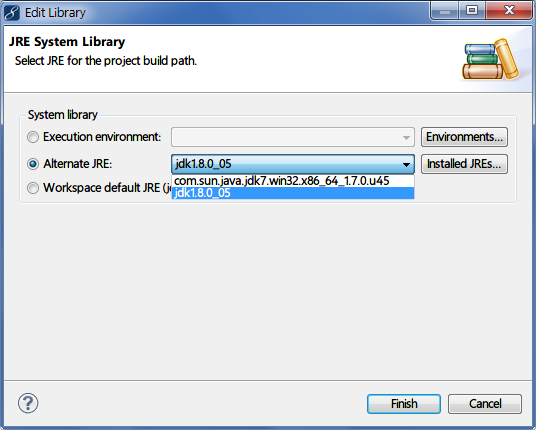 Edit Library
JRE System Library
Select JRE for the project build path.
System library
Execution environment:
Environments...
Alternate JRE:
jdk1.8.0_05
Installed JREs...
com.sun.java.jdk7.win32.x86_64_1.7.0.u45
jdk1.8.0_05
Workspace default JRE (j
Finish
Cancel